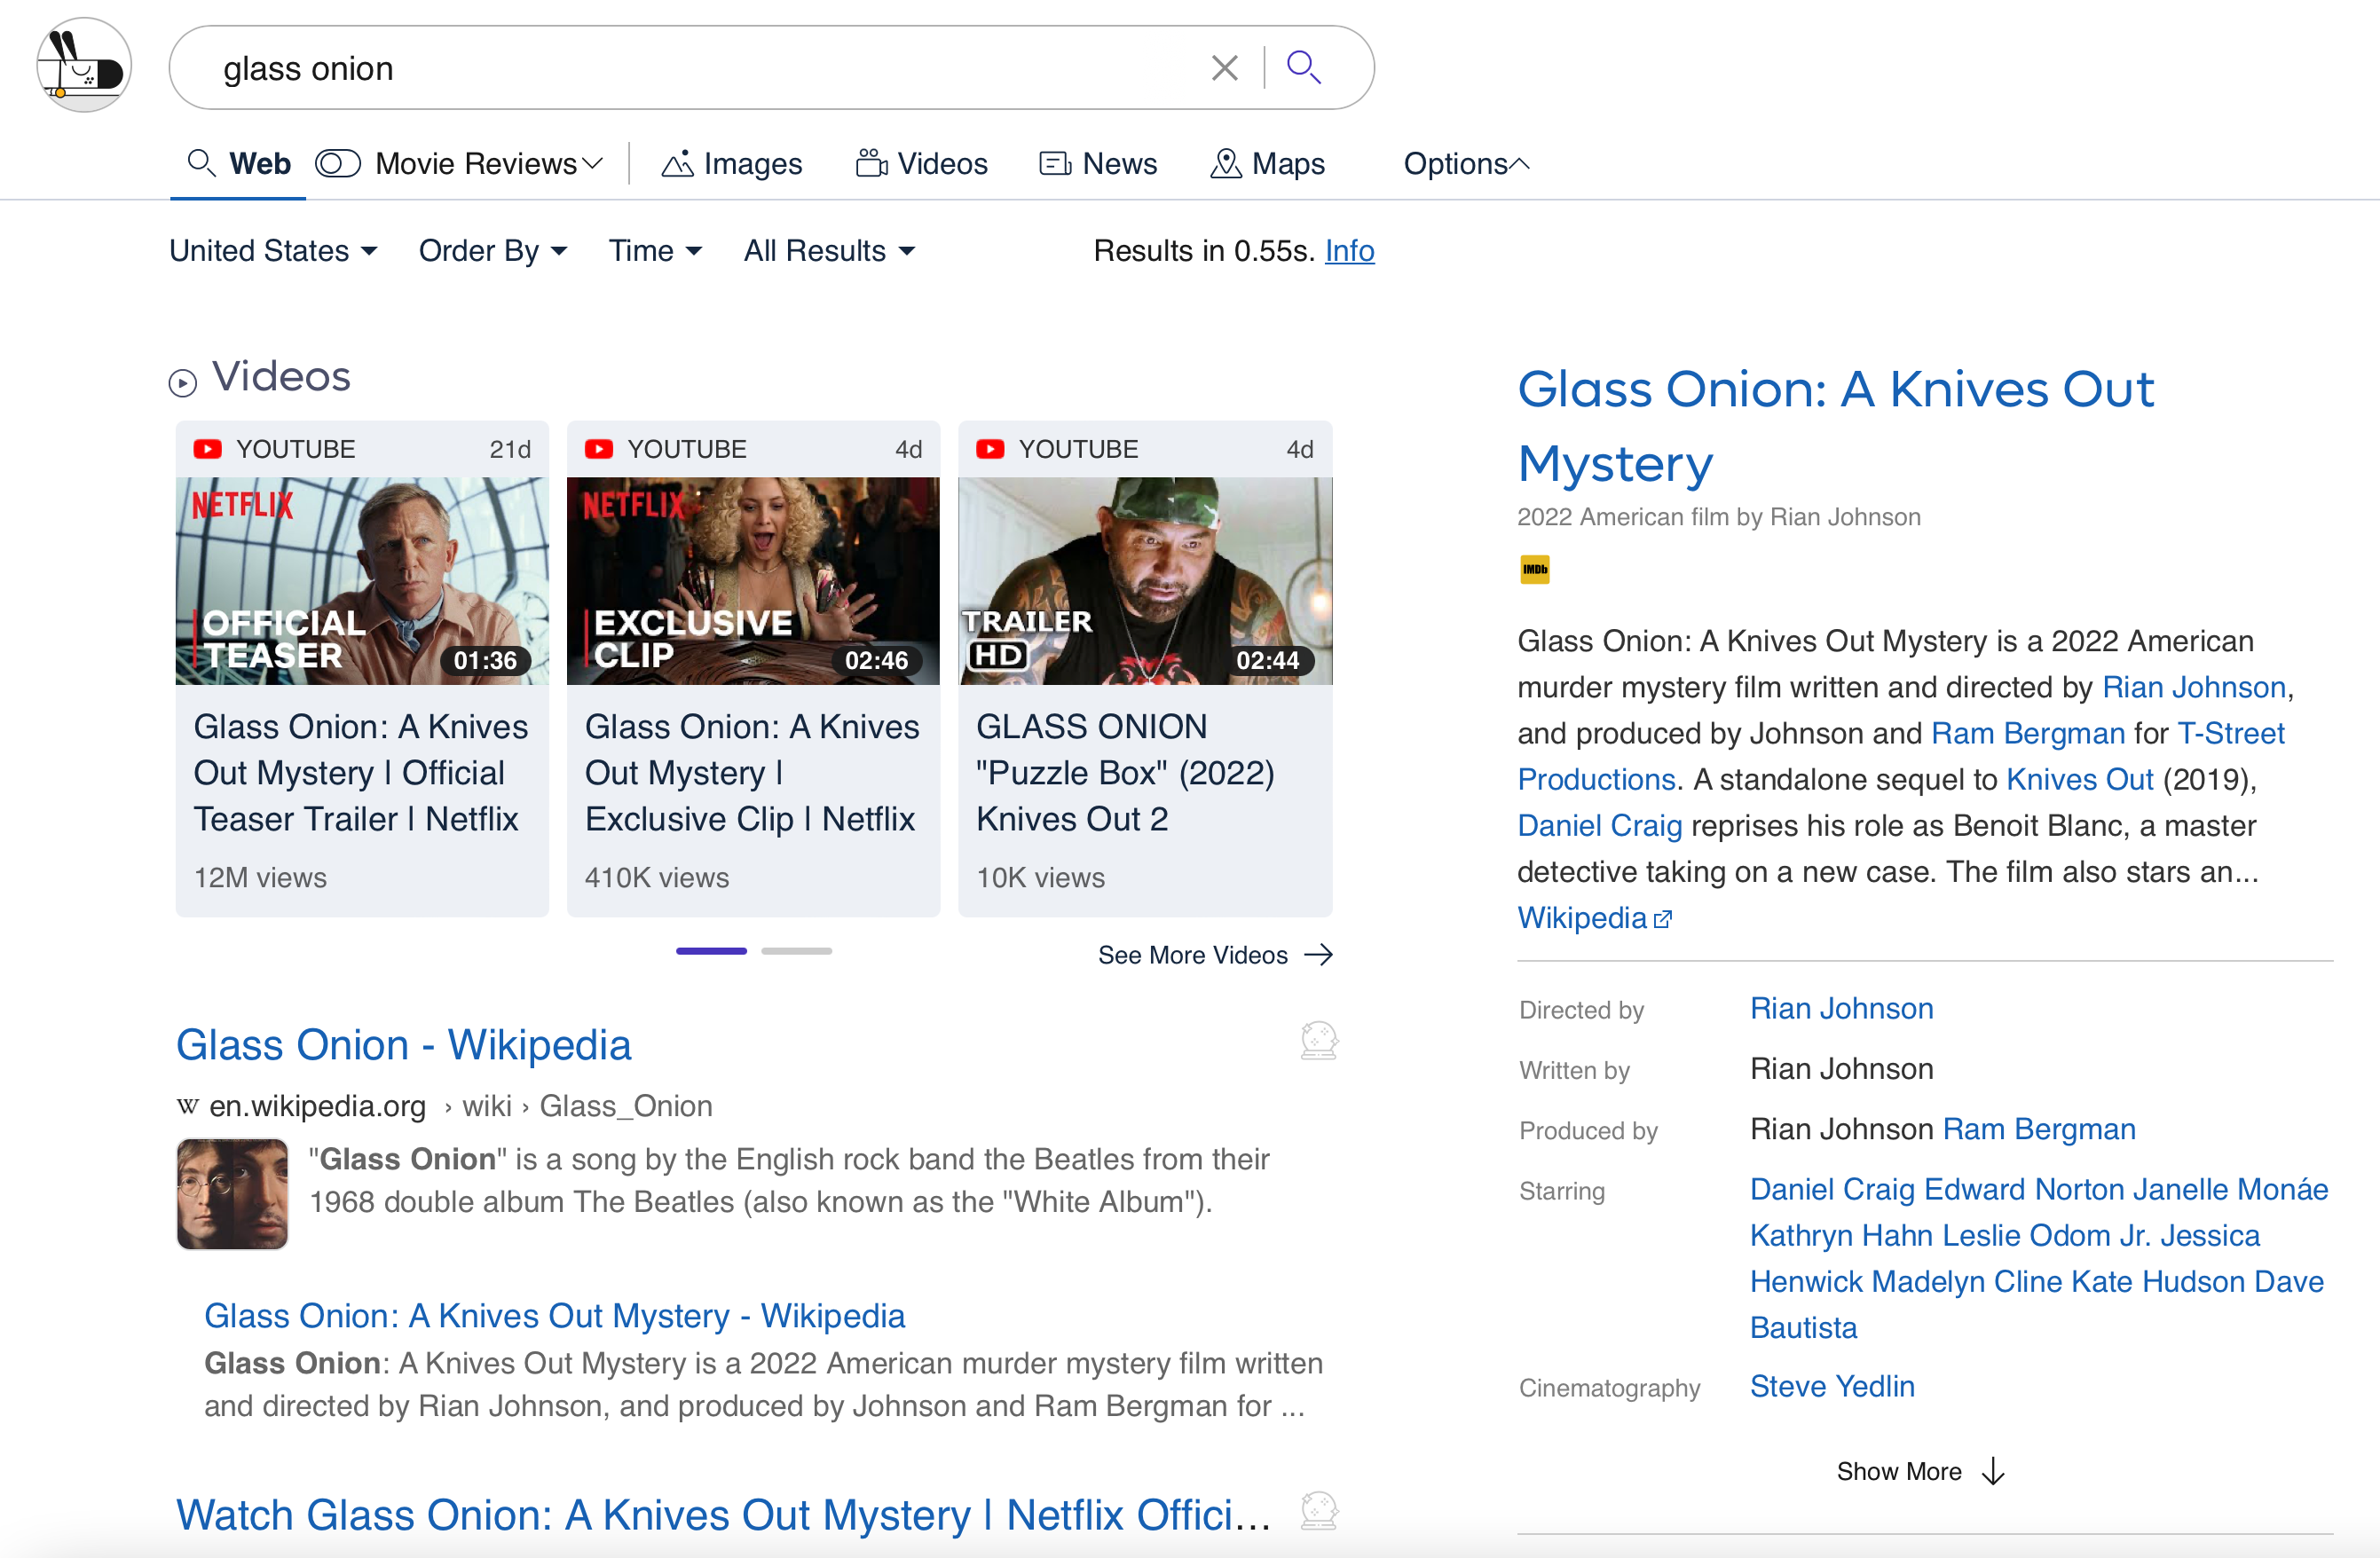 glass onion
Web
Movie Reviews
Images
Videos
News
Maps
Options
United States
Order By
Time
All Results
Results in 0.55s. Info
Videos
YOUTUBE 21d
NETFLIX
OFFICIAL
TEASER
01:36
Glass Onion: A Knives
Out Mystery | Official
Teaser Trailer | Netflix
12M views
YOUTUBE 4d
NETFLIX
EXCLUSIVE
CLIP
02:46
Glass Onion: A Knives
Out Mystery |
Exclusive Clip | Netflix
410K views
YOUTUBE 4d
TRAILER
HD
02:44
GLASS ONION
"Puzzle Box" (2022)
Knives Out 2
10K views
See More Videos
Glass Onion - Wikipedia
W en.wikipedia.org › wiki › Glass_Onion
"Glass Onion" is a song by the English rock band the Beatles from their
1968 double album The Beatles (also known as the "White Album").
Glass Onion: A Knives Out Mystery - Wikipedia
Glass Onion: A Knives Out Mystery is a 2022 American murder mystery film written
and directed by Rian Johnson, and produced by Johnson and Ram Bergman for ...
Watch Glass Onion: A Knives Out Mystery | Netflix Offici...
Glass Onion: A Knives Out
Mystery
2022 American film by Rian Johnson
IMDb
Glass Onion: A Knives Out Mystery is a 2022 American
murder mystery film written and directed by Rian Johnson,
and produced by Johnson and Ram Bergman for T-Street
Productions. A standalone sequel to Knives Out (2019),
Daniel Craig reprises his role as Benoit Blanc, a master
detective taking on a new case. The film also stars an...
Wikipedia
Directed by Rian Johnson
Written by Rian Johnson
Produced by Rian Johnson Ram Bergman
Starring Daniel Craig Edward Norton Janelle Monáe
Kathryn Hahn Leslie Odom Jr. Jessica
Henwick Madelyn Cline Kate Hudson Dave
Bautista
Cinematography Steve Yedlin
Show More